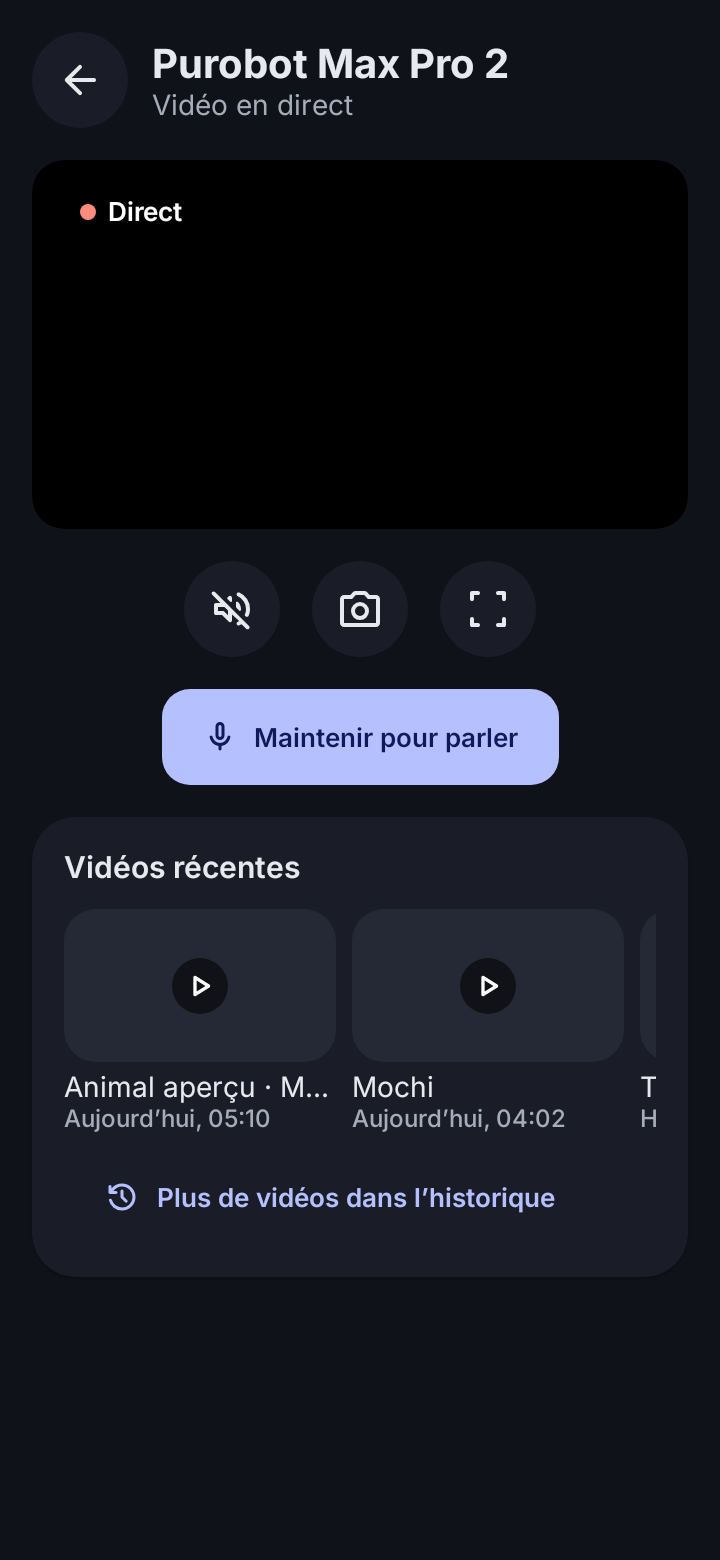 Purobot Max Pro 2
Vidéo en direct
Direct
Maintenir pour parler
Vidéos récentes
Animal aperçu · M...
Aujourd’hui, 05:10
Mochi
Aujourd’hui, 04:02
T
H
Plus de vidéos dans l’historique